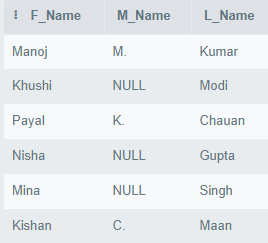 F_Name M_Name L_Name
Manoj M. Kumar
Khushi NULL Modi
Payal K. Chauan
Nisha NULL Gupta
Mina NULL Singh
Kishan C. Maan